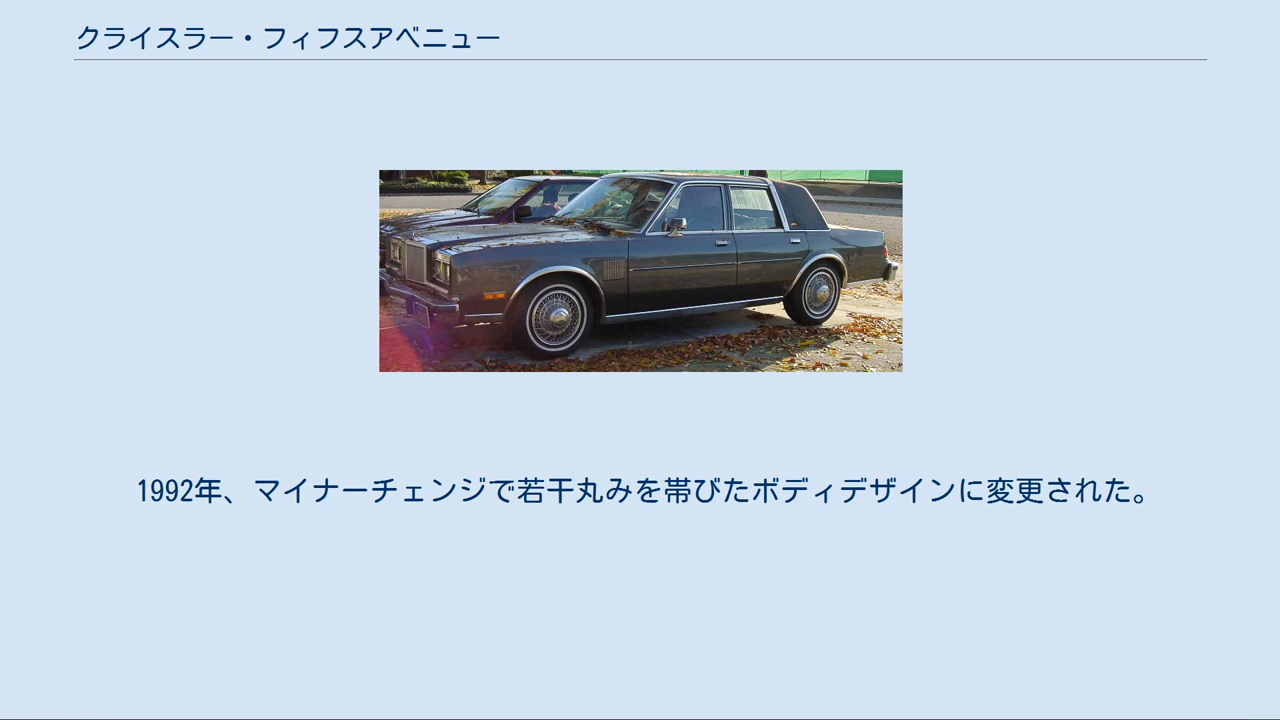 クライスラー・フィフスアベニュー
1992年、マイナーチェンジで若干丸みを帯びたボディデザインに変更された。